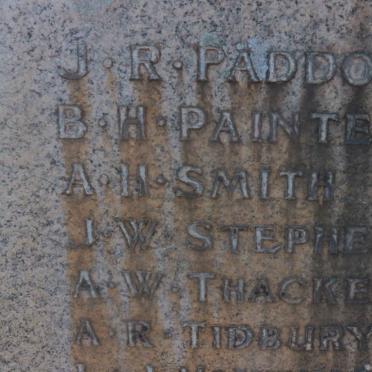 J·R·PADDO
B·H·PAINTE
A·H·SMITH
J·W·STEPHE
A·W·THACKE
A·R·TIDBURY